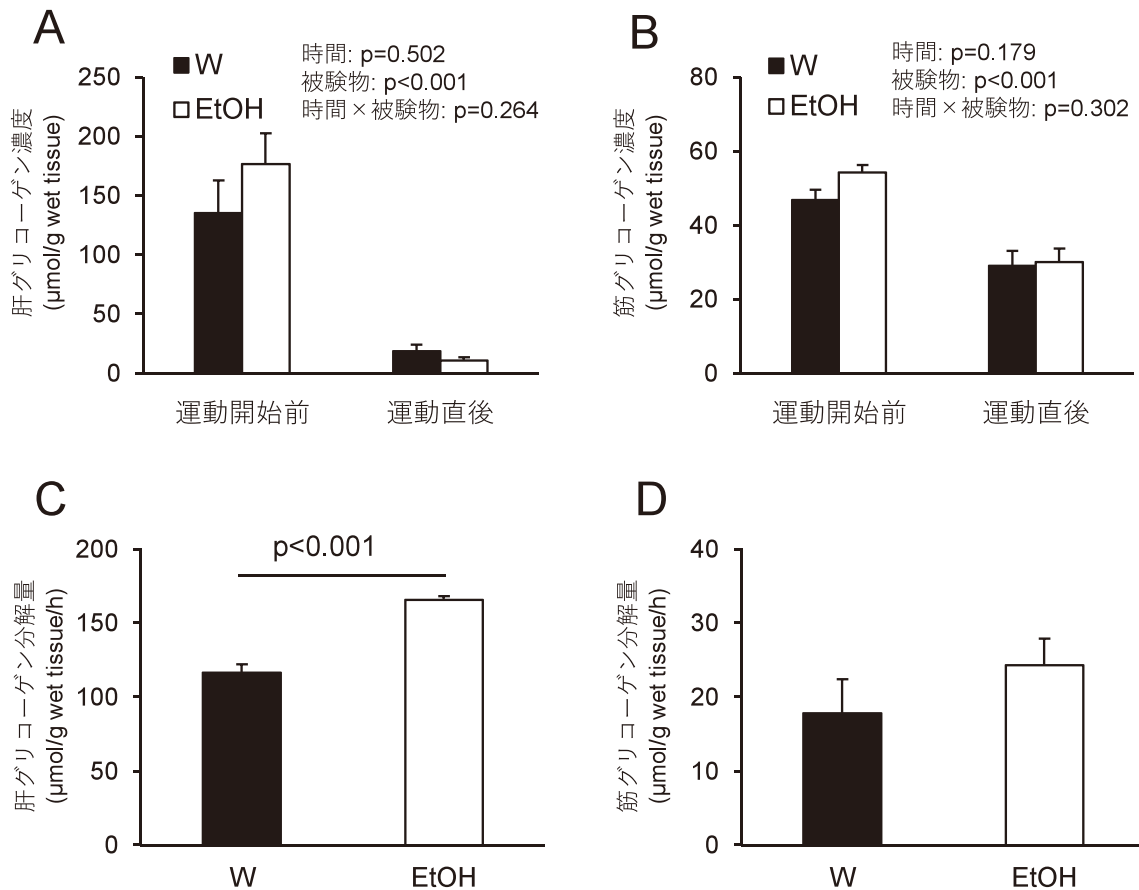 A
W
EtOH
時間: p=0.502
被験物: p<0.001
時間×被験物: p=0.264
肝グリコーゲン濃度
(µmol/g wet tissue)
250
200
150
100
50
0
運動開始前
運動直後
B
W
EtOH
時間: p=0.179
被験物: p<0.001
時間×被験物: p=0.302
筋グリコーゲン濃度
(µmol/g wet tissue)
80
60
40
20
0
運動開始前
運動直後
C
p<0.001
肝グリコーゲン分解量
(µmol/g wet tissue/h)
200
150
100
50
0
W
EtOH
D
筋グリコーゲン分解量
(µmol/g wet tissue/h)
40
30
20
10
0
W
EtOH